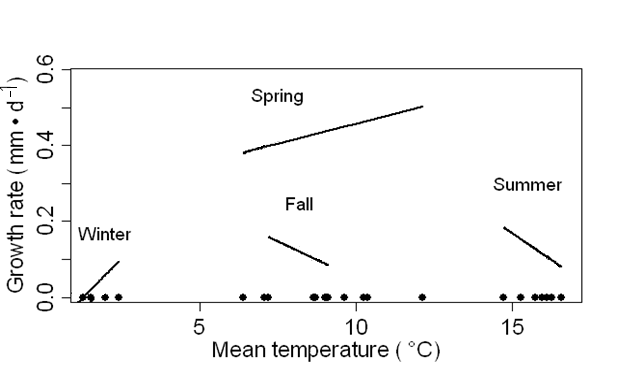 Growth rate ( mm • d⁻¹)
0.6
0.4
0.2
0.0
Spring
Summer
Fall
Winter
5 10 15
Mean temperature ( °C)